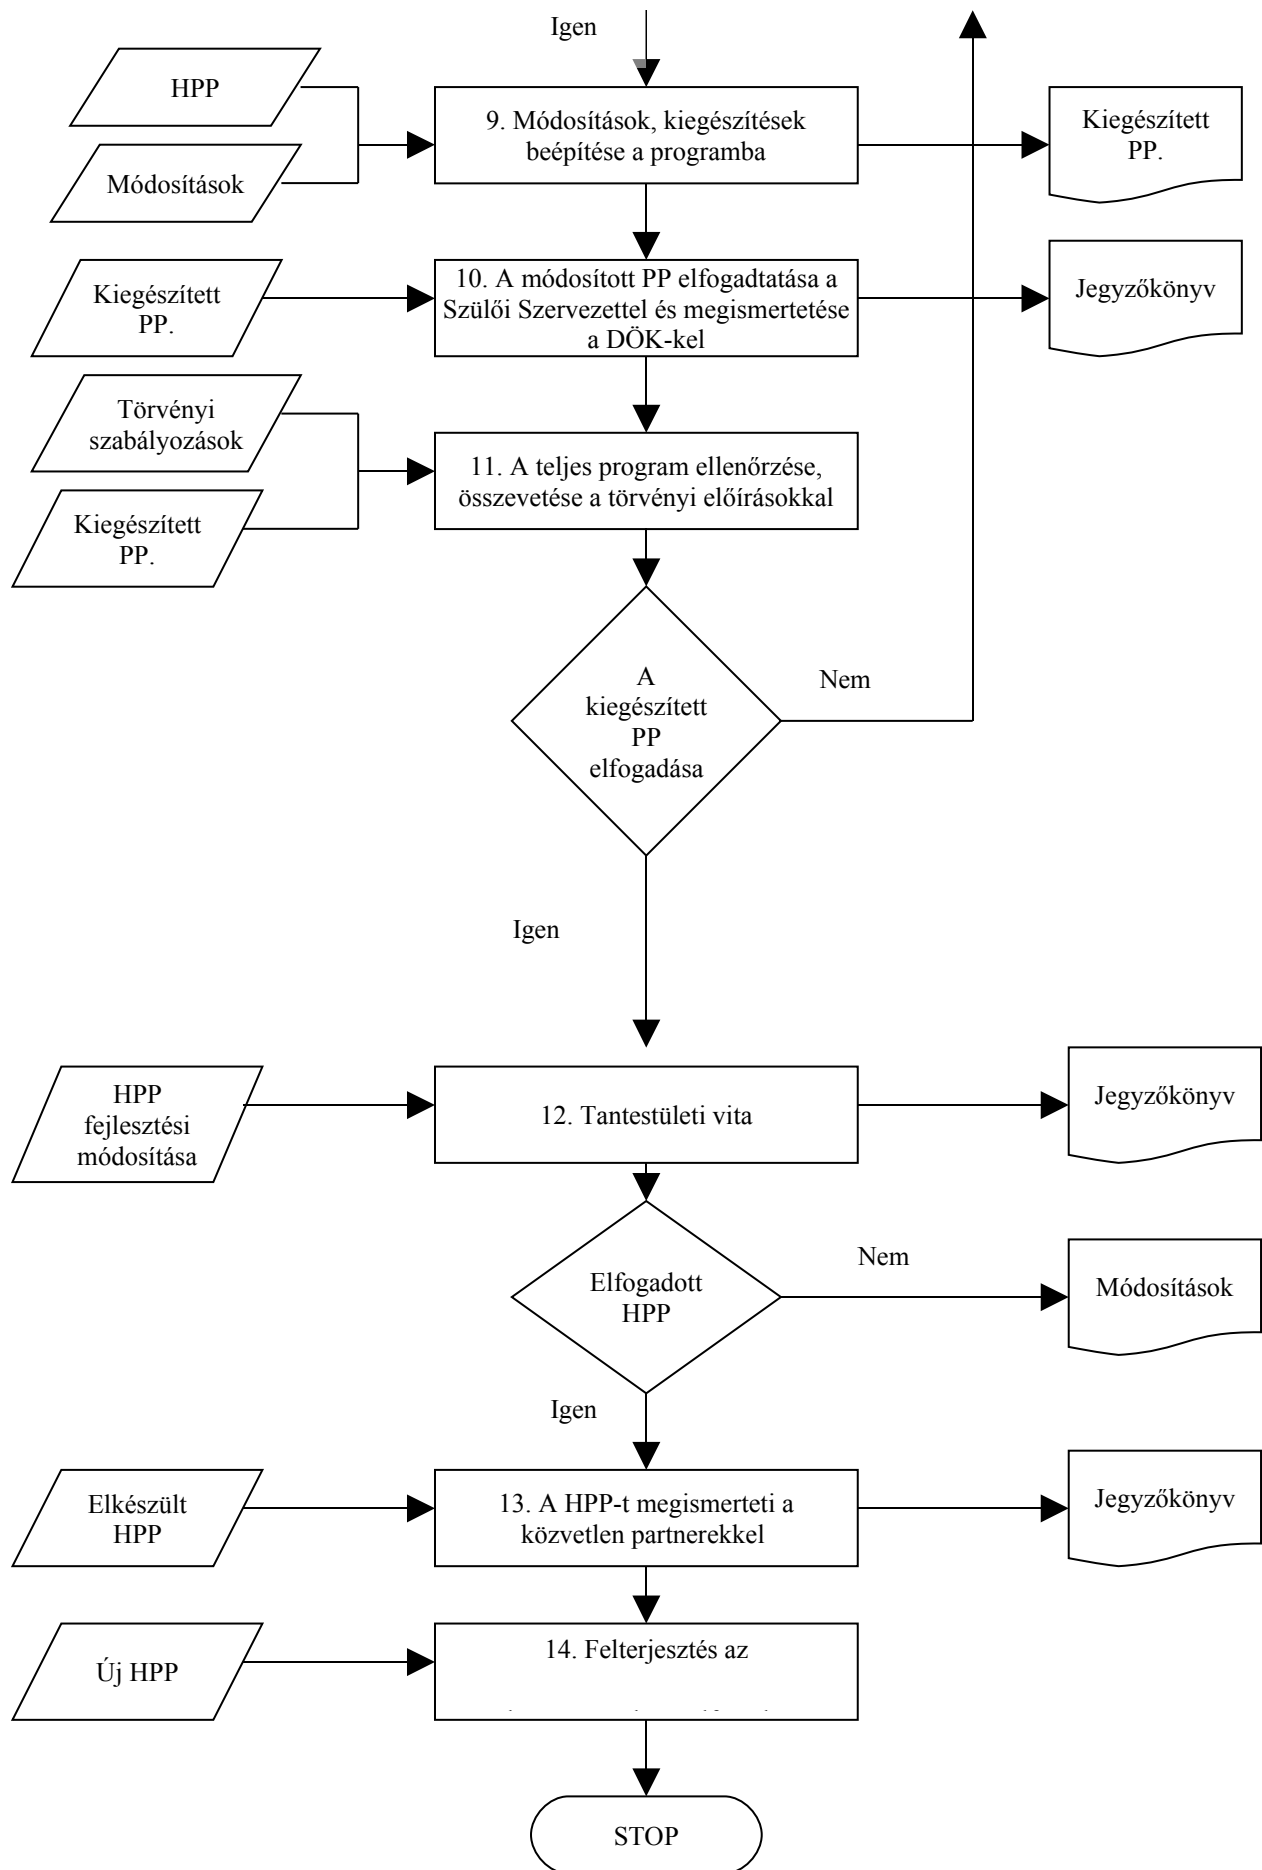 Igen
HPP
Módosítások
9. Módosítások, kiegészítések
beépítése a programba
Kiegészített
PP.
Kiegészített
PP.
10. A módosított PP elfogadtatása a
Szülői Szervezettel és megismertetése
a DÖK-kel
Jegyzőkönyv
Törvényi
szabályozások
Kiegészített
PP.
11. A teljes program ellenőrzése,
összevetése a törvényi előírásokkal
A
kiegészített
PP
elfogadása
Nem
Igen
HPP
fejlesztési
módosítása
12. Tantestületi vita
Jegyzőkönyv
Elfogadott
HPP
Nem
Módosítások
Igen
Elkészült
HPP
13. A HPP-t megismerteti a
közvetlen partnerekkel
Jegyzőkönyv
Új HPP
14. Felterjesztés az
STOP